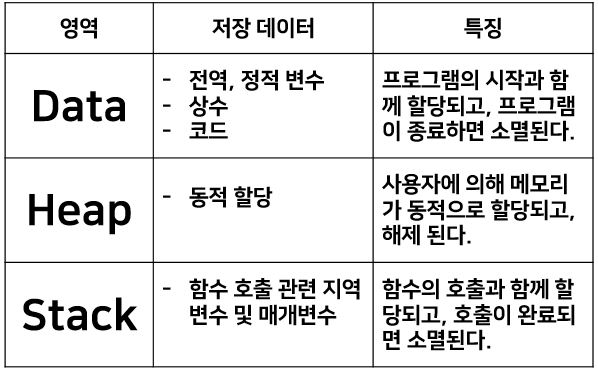 영역
저장 데이터
특징
Data
- 전역, 정적 변수
- 상수
- 코드
프로그램의 시작과 함
께 할당되고, 프로그램
이 종료하면 소멸된다.
Heap
- 동적 할당
사용자에 의해 메모리
가 동적으로 할당되고,
해제 된다.
Stack
- 함수 호출 관련 지역
변수 및 매개변수
함수의 호출과 함께 할
당되고, 호출이 완료되
면 소멸된다.